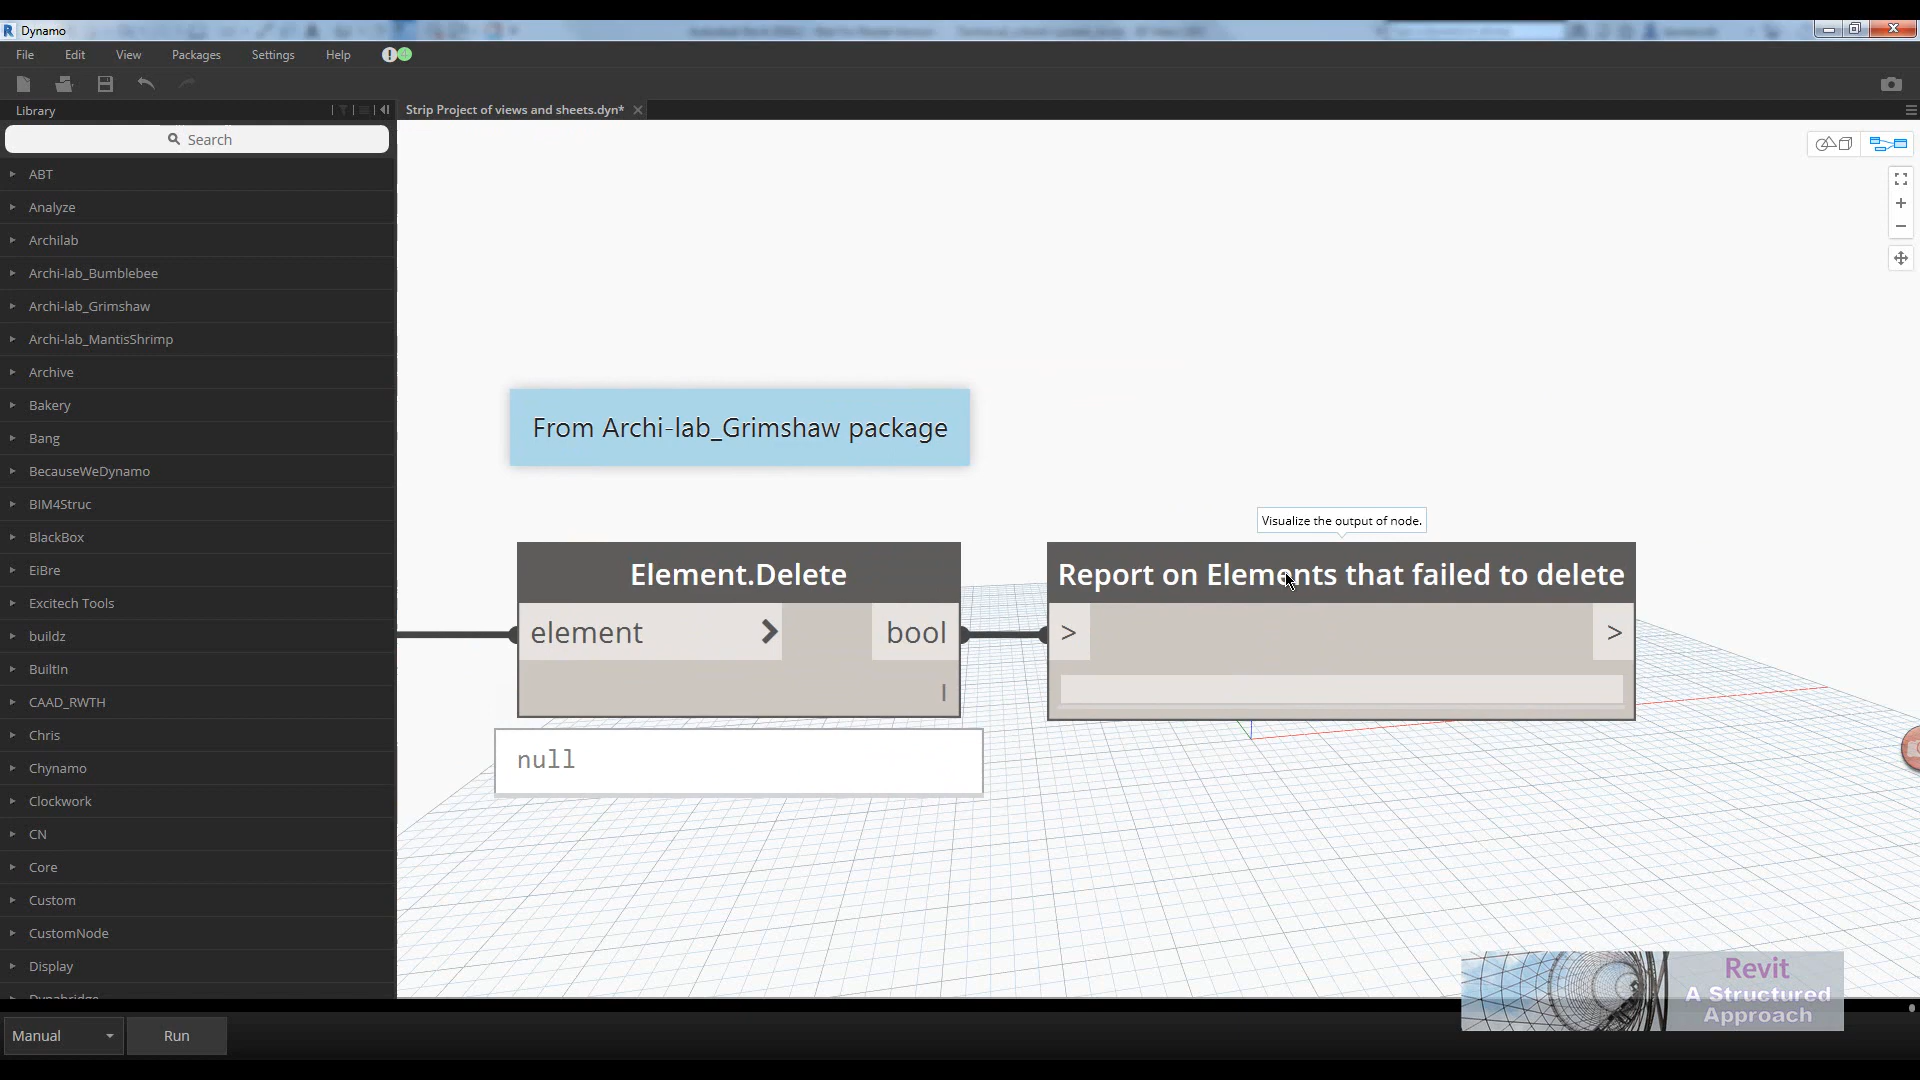 Dynamo
File Edit View Packages Settings Help
Library
Strip Project of views and sheets.dyn*
Search
ABT
Analyze
Archilab
Archi-lab_Bumblebee
Archi-lab_Grimshaw
Archi-lab_MantisShrimp
Archive
Bakery
Bang
BecauseWeDynamo
BIM4Struc
BlackBox
EiBre
Excitech Tools
buildz
BuiltIn
CAAD_RWTH
Chris
Chynamo
Clockwork
CN
Core
Custom
CustomNode
Display
Dynabridge
From Archi-lab_Grimshaw package
Visualize the output of node.
Element.Delete
element
bool
null
Report on Elements that failed to delete
> >
Revit
A Structured
Approach
Manual
Run